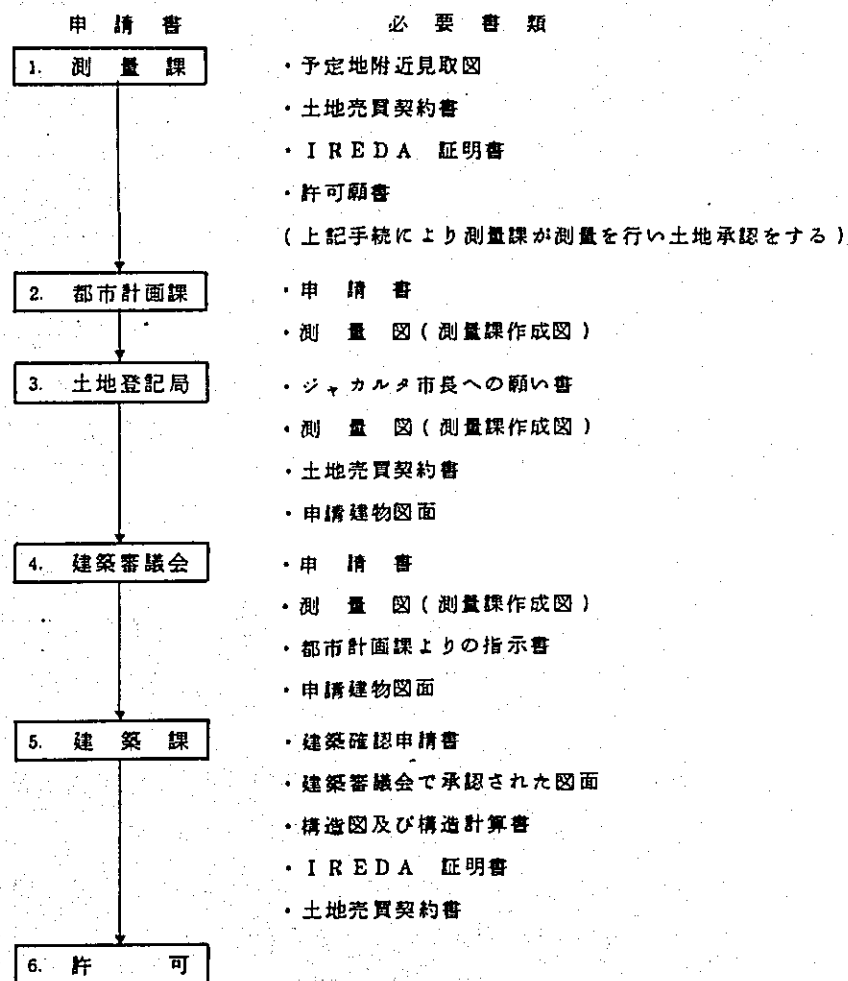 申請書 必要書類
1. 測量課 ・予定地附近見取図
・土地売買契約書
・IREDA 証明書
・許可願書
(上記手続により測量課が測量を行い土地承認をする)
2. 都市計画課 ・申請書
・測量図(測量課作成図)
3. 土地登記局 ・ジャカルタ市長への願い書
・測量図(測量課作成図)
・土地売買契約書
・申請建物図面
4. 建築審議会 ・申請書
・測量図(測量課作成図)
・都市計画課よりの指示書
・申請建物図面
5. 建築課 ・建築確認申請書
・建築審議会で承認された図面
・構造図及び構造計算書
・IREDA 証明書
・土地売買契約書
6. 許可